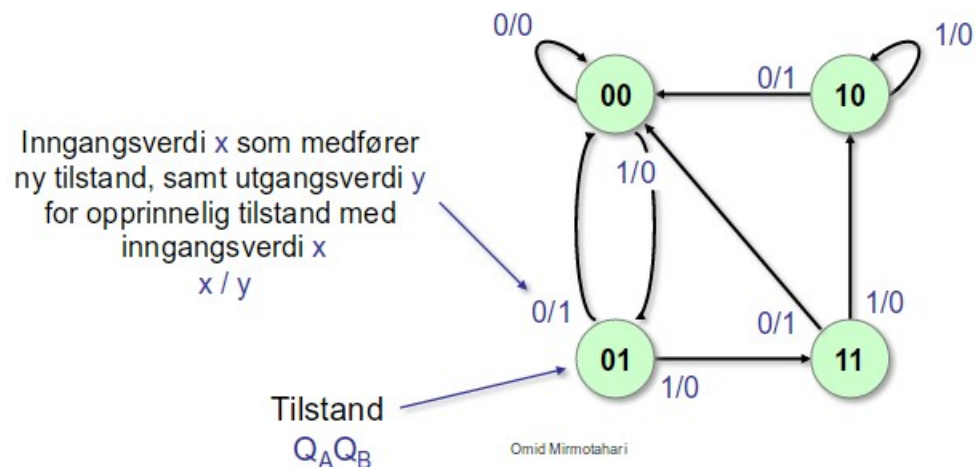 0/0
1/0
00
0/1
10
Inngangsverdi x som medfører
ny tilstand, samt utgangsverdi y
for opprinnelig tilstand med
inngangsverdi x
x / y
1/0
0/1
0/1
1/0
01
11
1/0
Tilstand
QAQB
Omid Mirmotahari